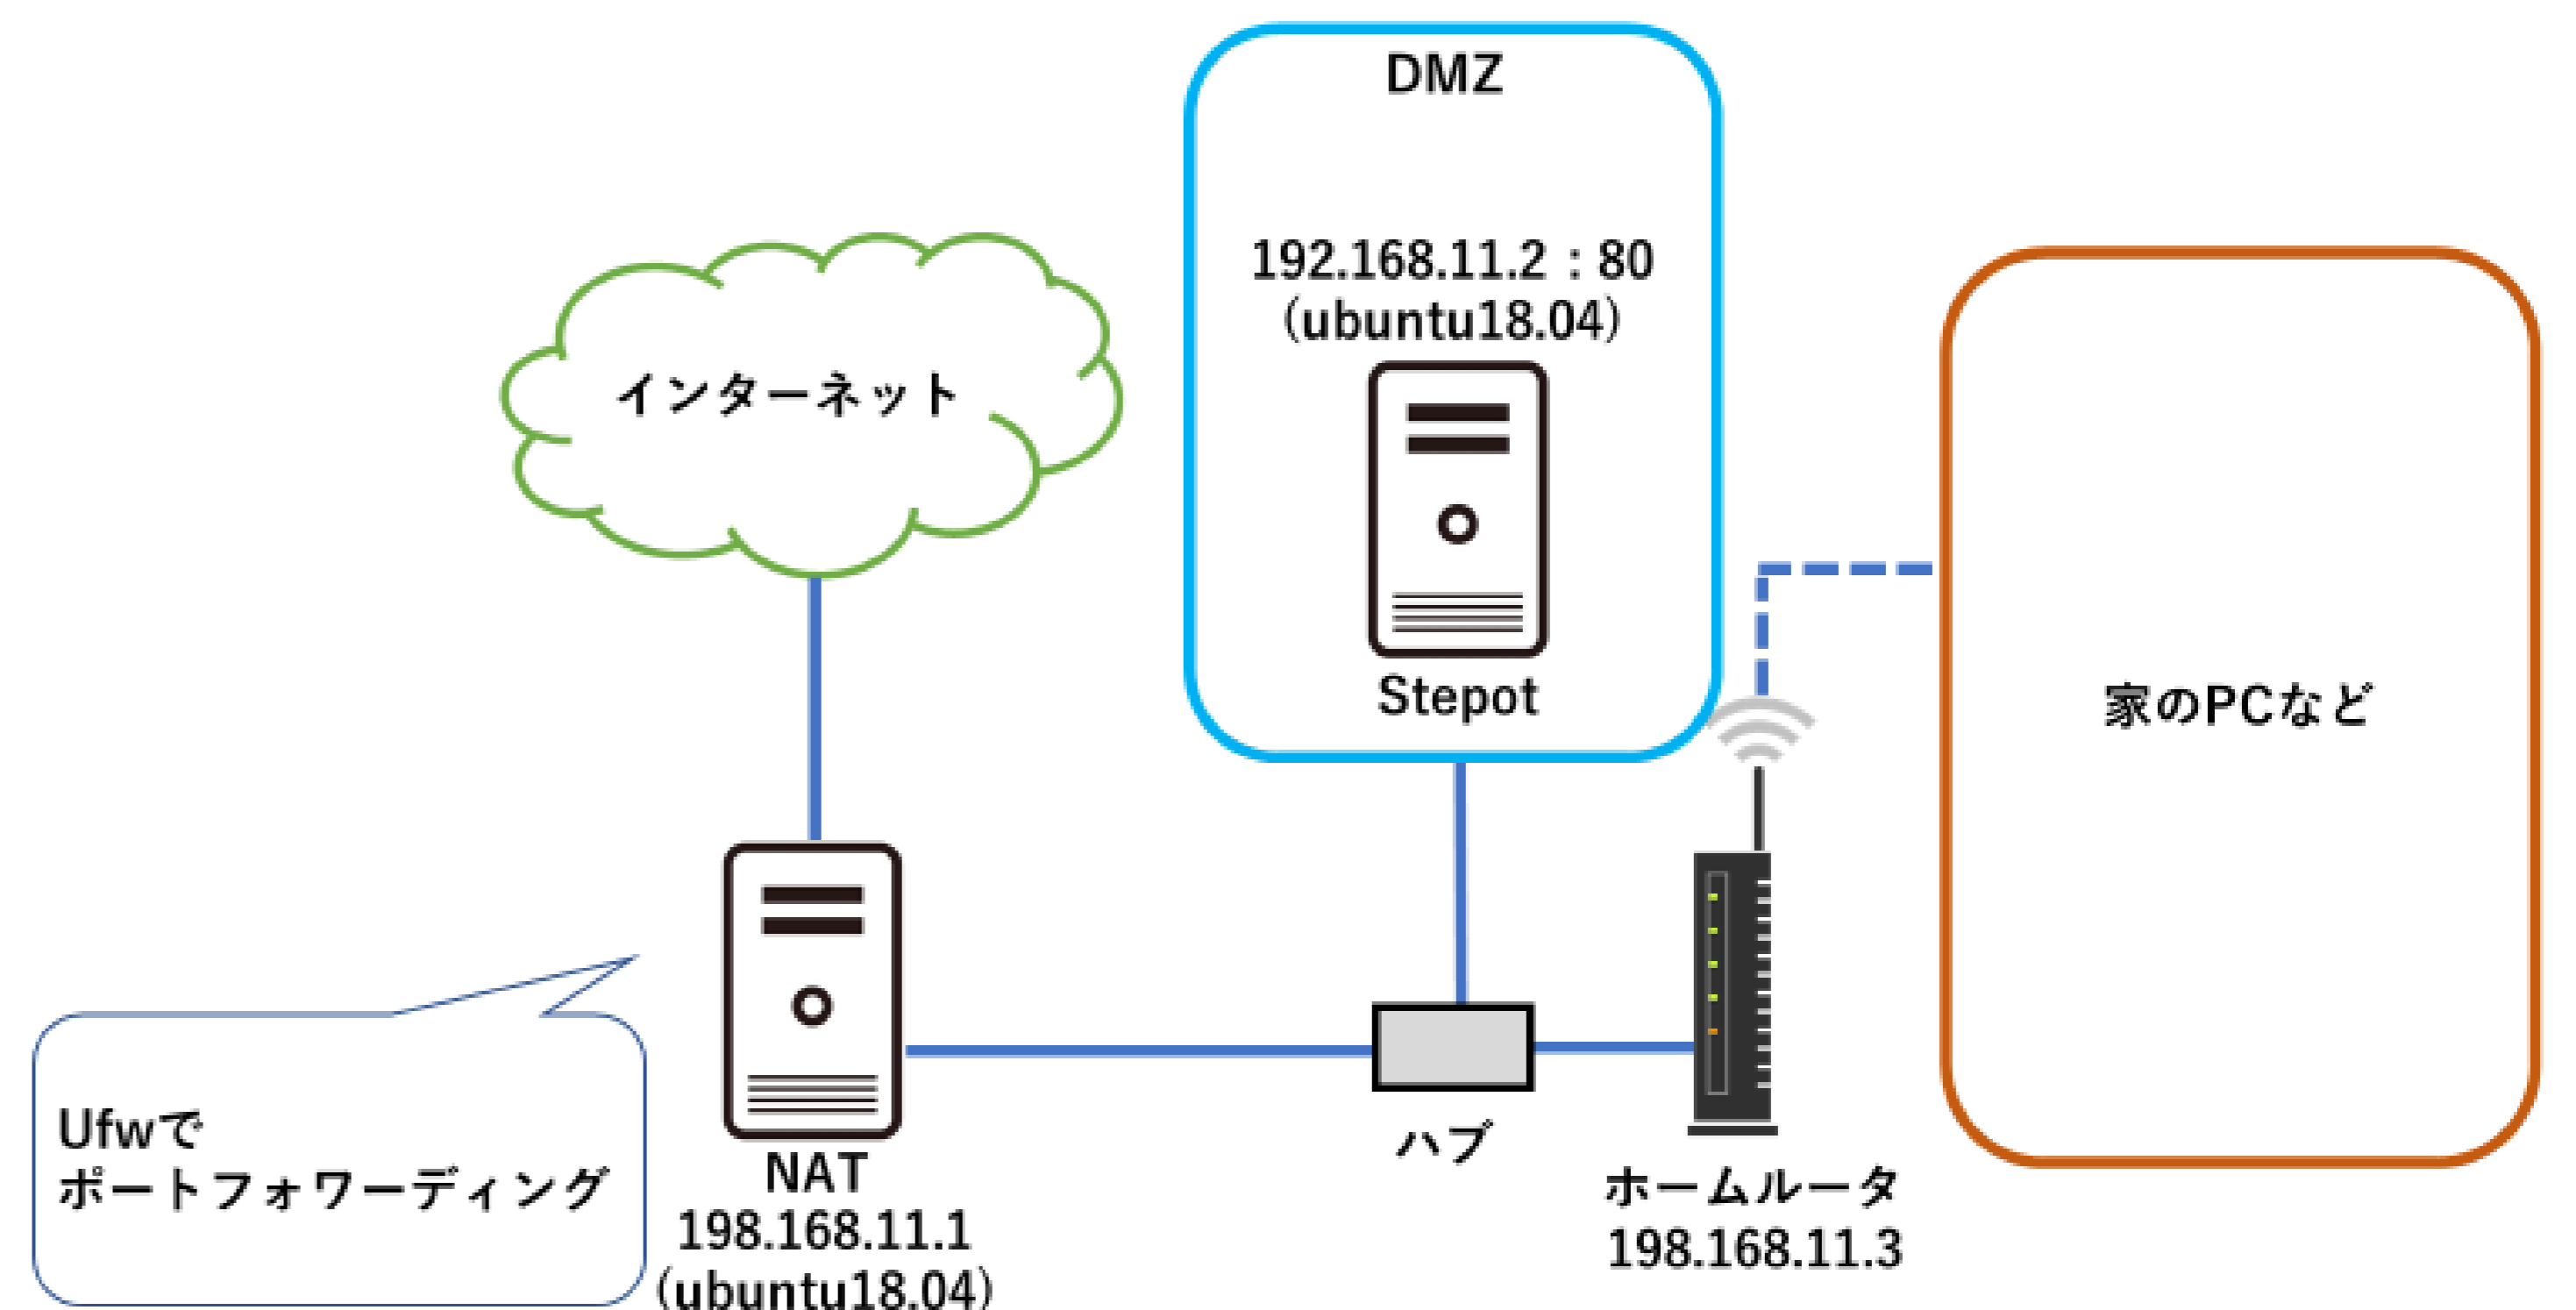 DMZ
192.168.11.2：80
（ubuntu18.04）
インターネット
Stepot
家のPCなど
Ufwで
ポートフォワーディング
NAT
198.168.11.1
（ubuntu18.04）
ハブ
ホームルータ
198.168.11.3